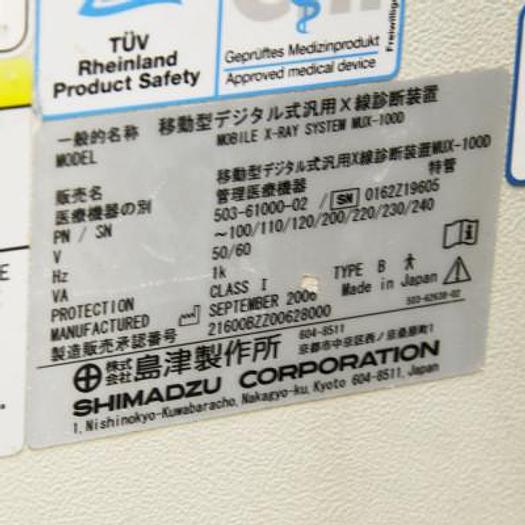 TÜV
Rheinland
Product Safety
Geprüftes Medizinprodukt
Approved medical device
Freiwillige
一般的名称 移動型デジタル式汎用X線診断装置
MODEL MOBILE X-RAY SYSTEM MUX-100D
販売名 移動型デジタル式汎用X線診断装置MUX-100D
医療機器の別 管理医療機器 特管
PN / SN 503-61000-02 / SN 0162Z19605
V ~100/110/120/200/220/230/240
Hz 50/60
VA 1k
PROTECTION CLASS I TYPE B
MANUFACTURED SEPTEMBER 2006 Made in Japan
製造販売承認番号 21600BZZ00628000 503-62638-02
株式会社 島津製作所 604-8511 京都市中京区西ノ京桑原町1
SHIMADZU CORPORATION
1, Nishinokyo-Kuwabaracho, Nakagyo-ku, Kyoto 604-8511, Japan